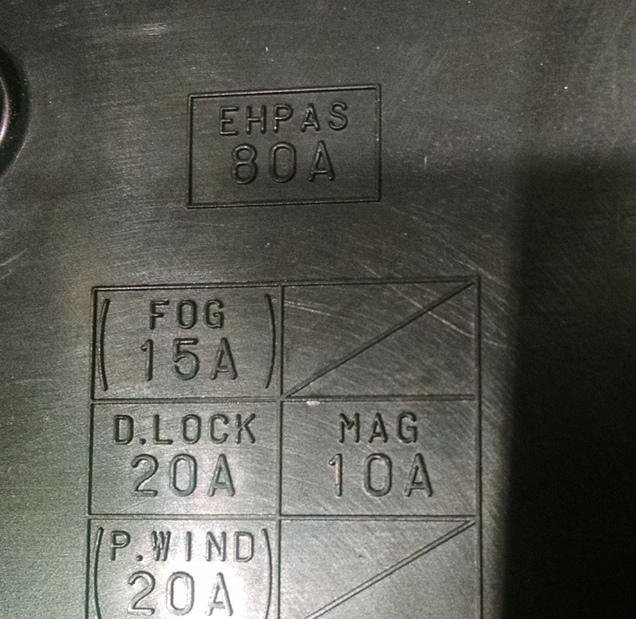 EHPAS
80A
(FOG
15A)
D.LOCK
20A
MAG
10A
(P.WIND
20A)